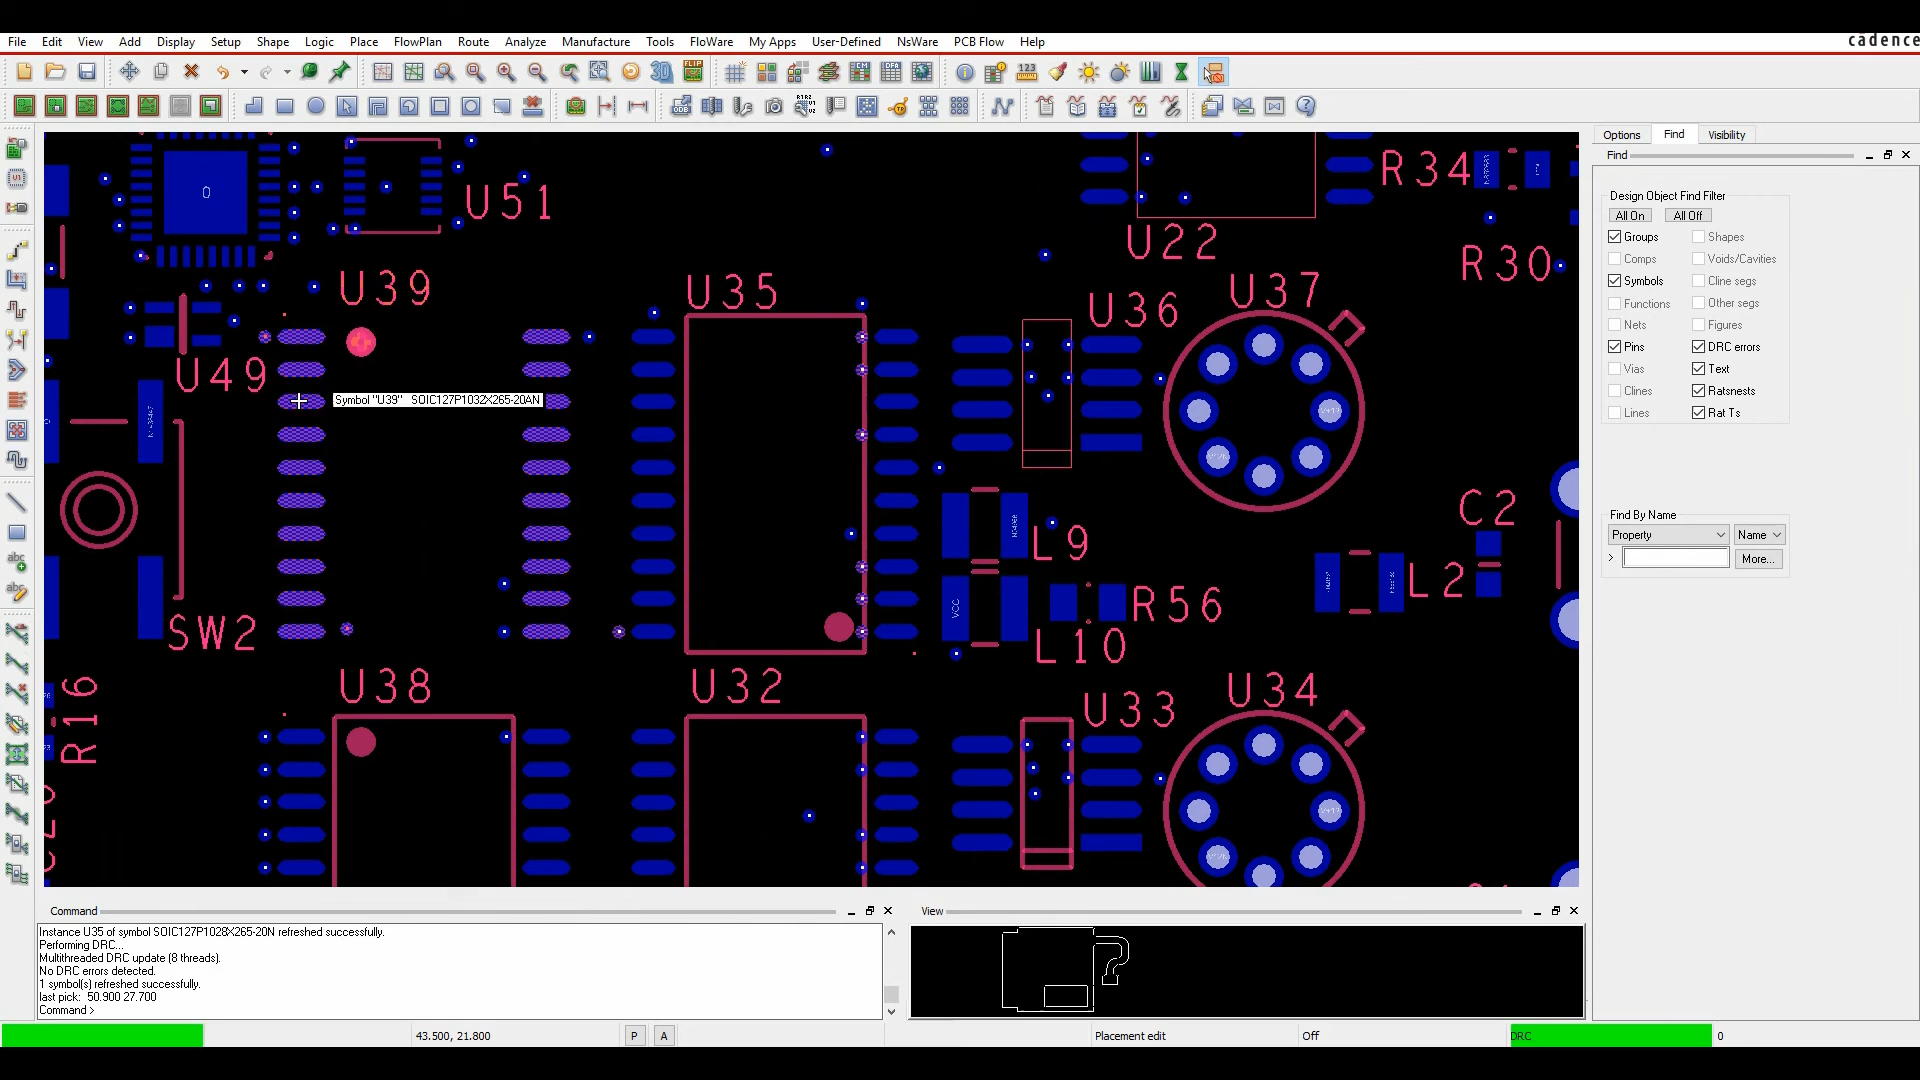 File Edit View Add Display Setup Shape Logic Place FlowPlan Route Analyze Manufacture Tools FloWare My Apps User-Defined NsWare PCB Flow Help
cadence
Options Find Visibility
Find
Design Object Find Filter
All On All Off
Groups Shapes
Comps Voids/Cavities
Symbols Cline segs
Functions Other segs
Nets Figures
Pins DRC errors
Vias Text
Clines Ratsnests
Lines Rat Ts
Find By Name
Property Name
> More...
U51
R34
U22
R30
U39
U35
U36
U37
U49
Symbol "U39" SOIC127P1032X265-20AN
C2
L9
L2
R56
SW2
L10
VCC
U38
U32
U33
U34
R16
Command
Instance U35 of symbol SOIC127P1028X265-20N refreshed successfully.
Performing DRC...
Multithreaded DRC update (8 threads).
No DRC errors detected.
1 symbol(s) refreshed successfully.
last pick: 50.900 27.700
Command >
View
43.500, 21.800
P A
Placement edit
Off
DRC
0